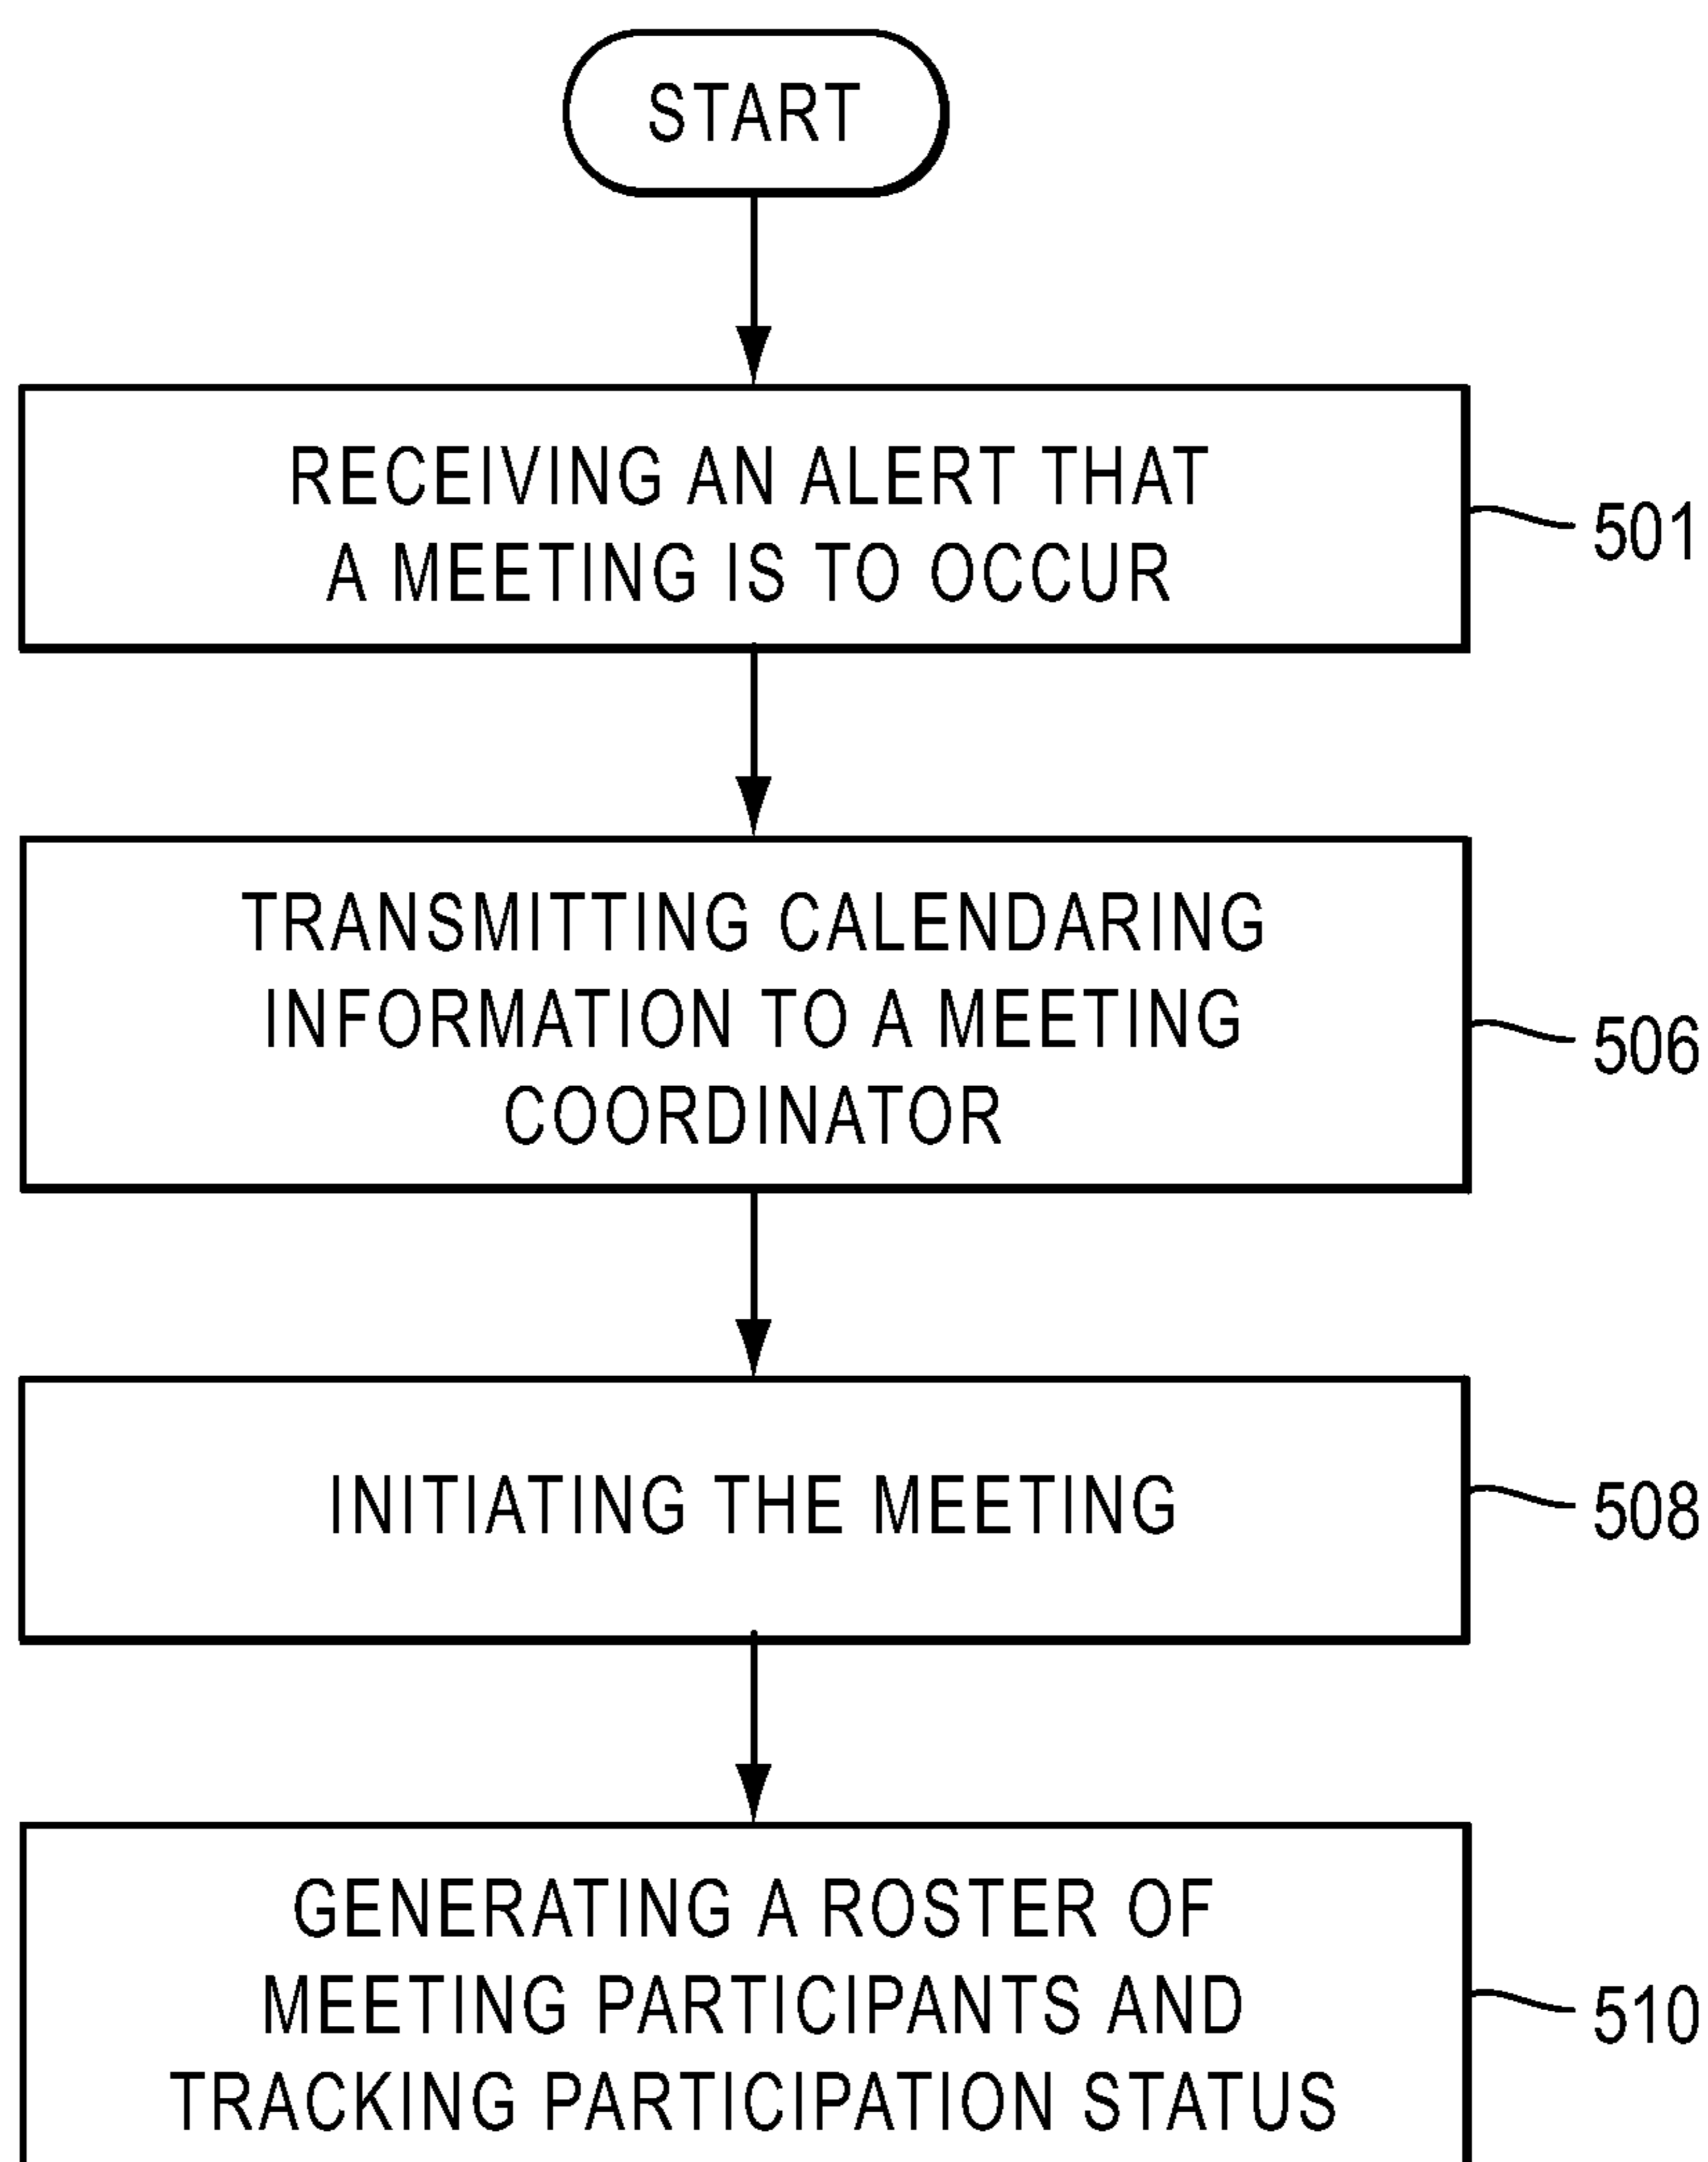 START
RECEIVING AN ALERT THAT
A MEETING IS TO OCCUR
501
TRANSMITTING CALENDARING
INFORMATION TO A MEETING
COORDINATOR
506
INITIATING THE MEETING
508
GENERATING A ROSTER OF
MEETING PARTICIPANTS AND
TRACKING PARTICIPATION STATUS
510